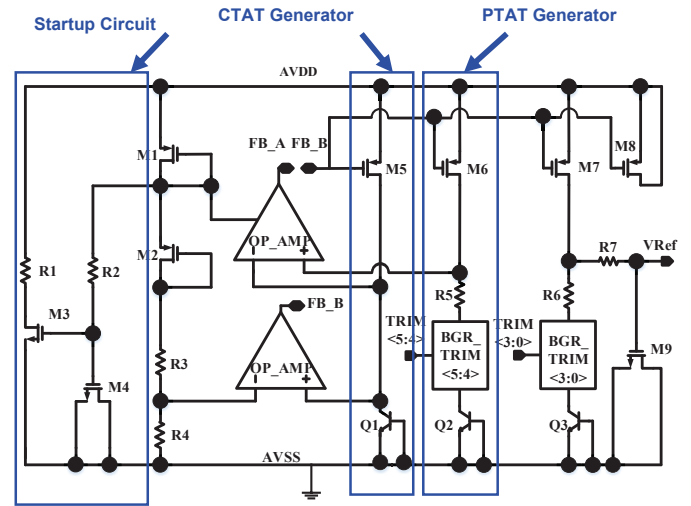 Startup Circuit
CTAT Generator
PTAT Generator
AVDD
M1
FB_A FB_B
M5
M6
M7
M8
M2
OP_AMP
R1
R2
M3
R5
R6
R7
VRef
FB_B
TRIM
<5:4>
BGR_
TRIM
<5:4>
TRIM
<3:0>
BGR_
TRIM
<3:0>
M9
R3
OP_AMP
M4
R4
Q1
Q2
Q3
AVSS